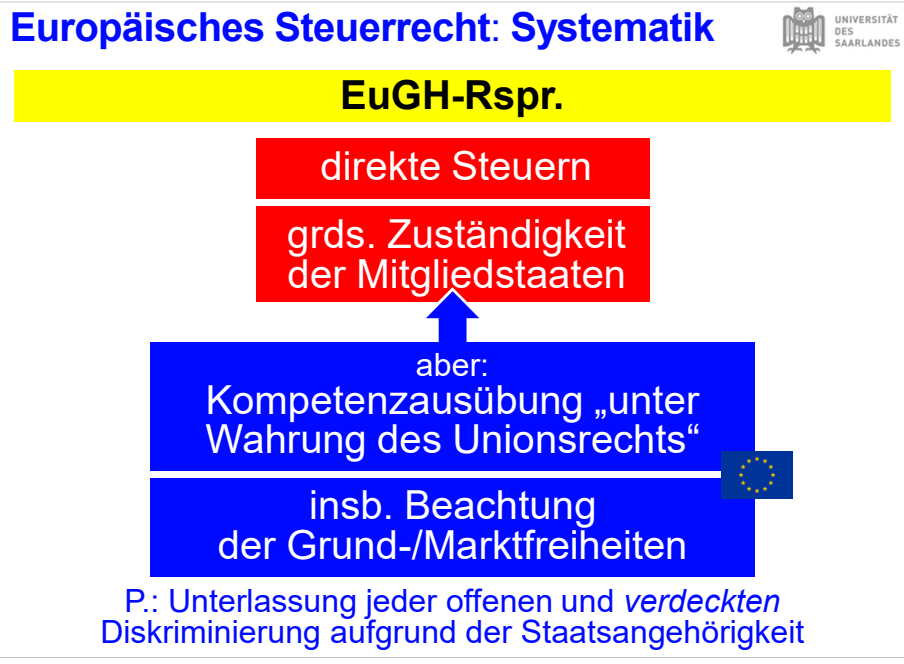 Europäisches Steuerrecht: Systematik
UNIVERSITÄT
DES
SAARLANDES
EuGH-Rspr.
direkte Steuern
grds. Zuständigkeit
der Mitgliedstaaten
aber:
Kompetenzausübung „unter
Wahrung des Unionsrechts“
insb. Beachtung
der Grund-/Marktfreiheiten
P.: Unterlassung jeder offenen und verdeckten
Diskriminierung aufgrund der Staatsangehörigkeit